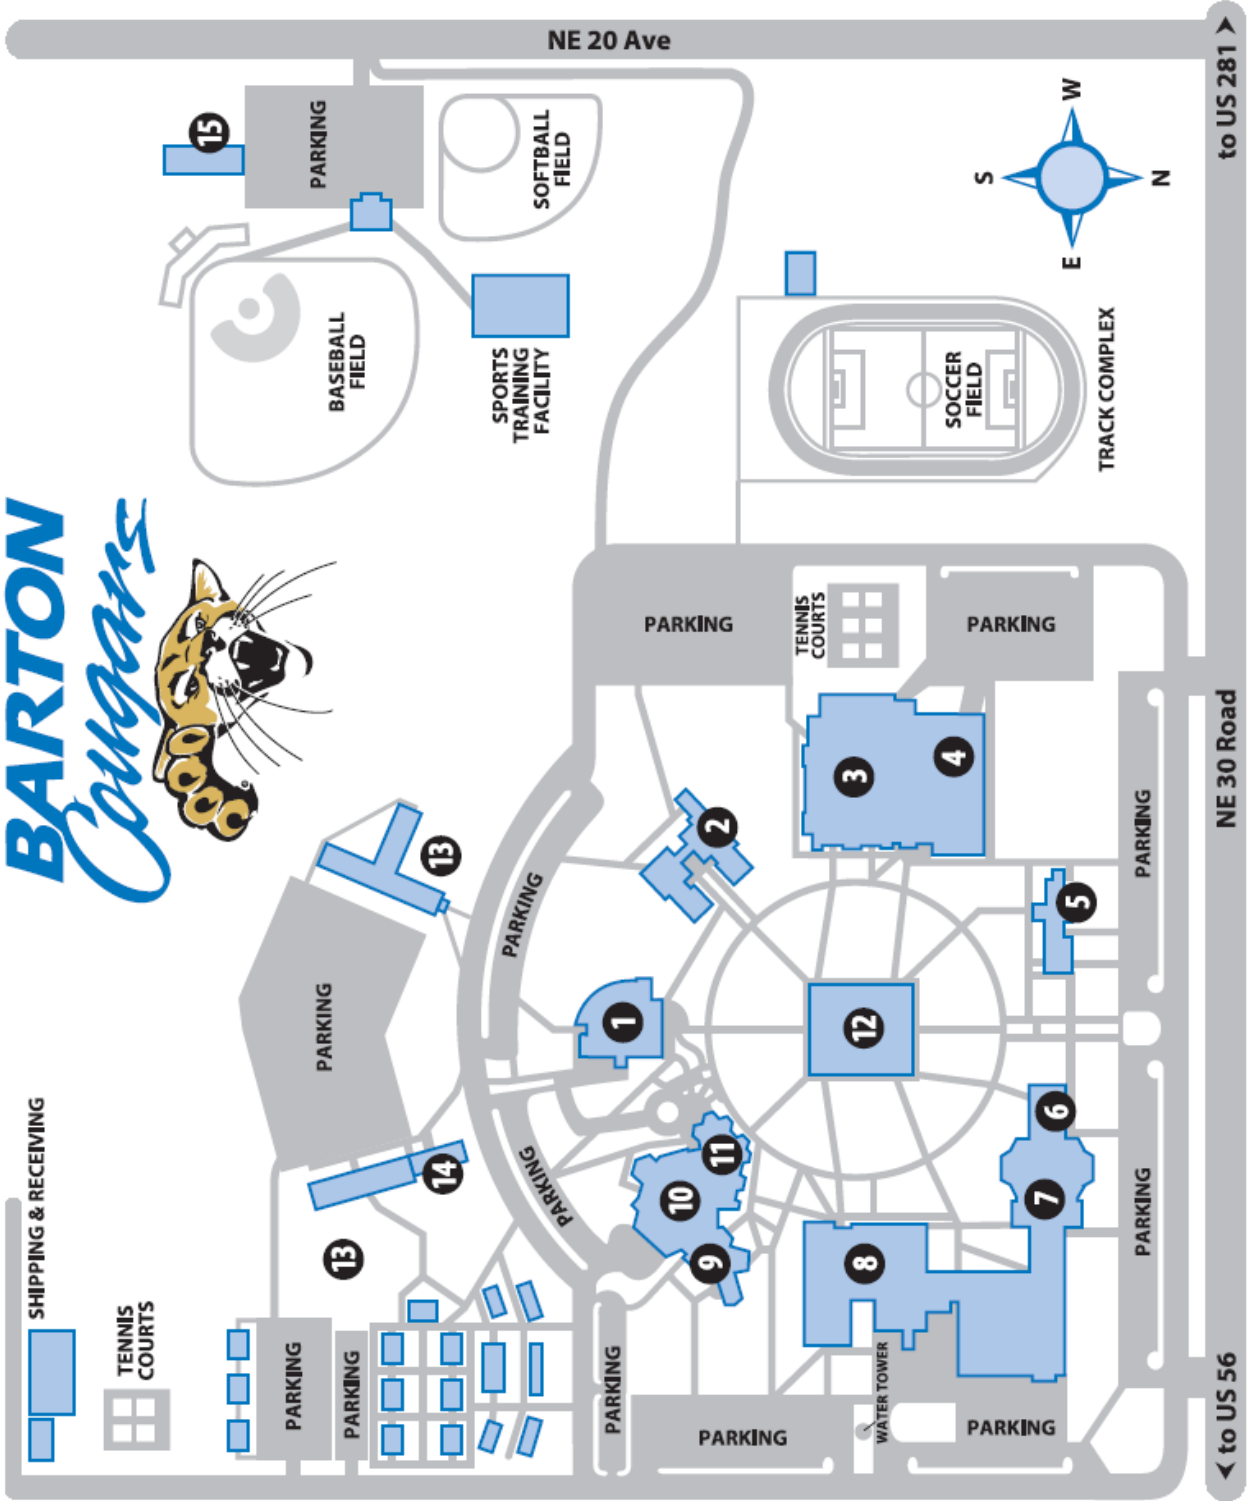 NE 20 Ave
to US 281
15
PARKING
SOFTBALL
FIELD
W
S
N
E
BASEBALL
FIELD
SPORTS
TRAINING
FACILITY
SOCCER
FIELD
TRACK COMPLEX
BARTON
Cougars
PARKING
TENNIS
COURTS
PARKING
13
2
3
4
PARKING
NE 30 Road
PARKING
5
PARKING
1
12
SHIPPING & RECEIVING
14
PARKING
11
6
10
7
PARKING
13
9
8
TENNIS
COURTS
PARKING
PARKING
PARKING
PARKING
WATER TOWER
PARKING
to US 56